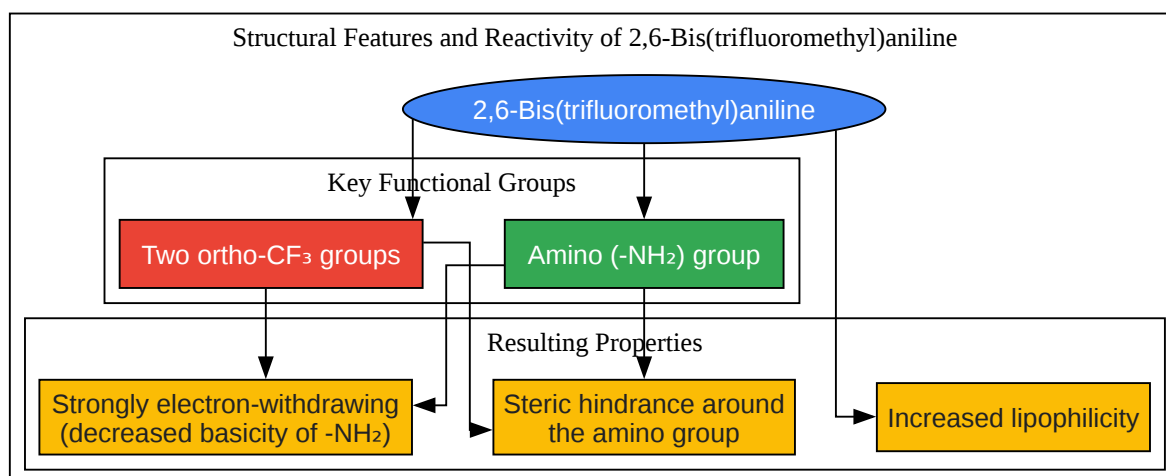 Structural Features and Reactivity of 2,6-Bis(trifluoromethyl)aniline
2,6-Bis(trifluoromethyl)aniline
Key Functional Groups
Two ortho-CF₃ groups
Amino (-NH₂) group
Resulting Properties
Strongly electron-withdrawing
(decreased basicity of -NH₂)
Steric hindrance around
the amino group
Increased lipophilicity